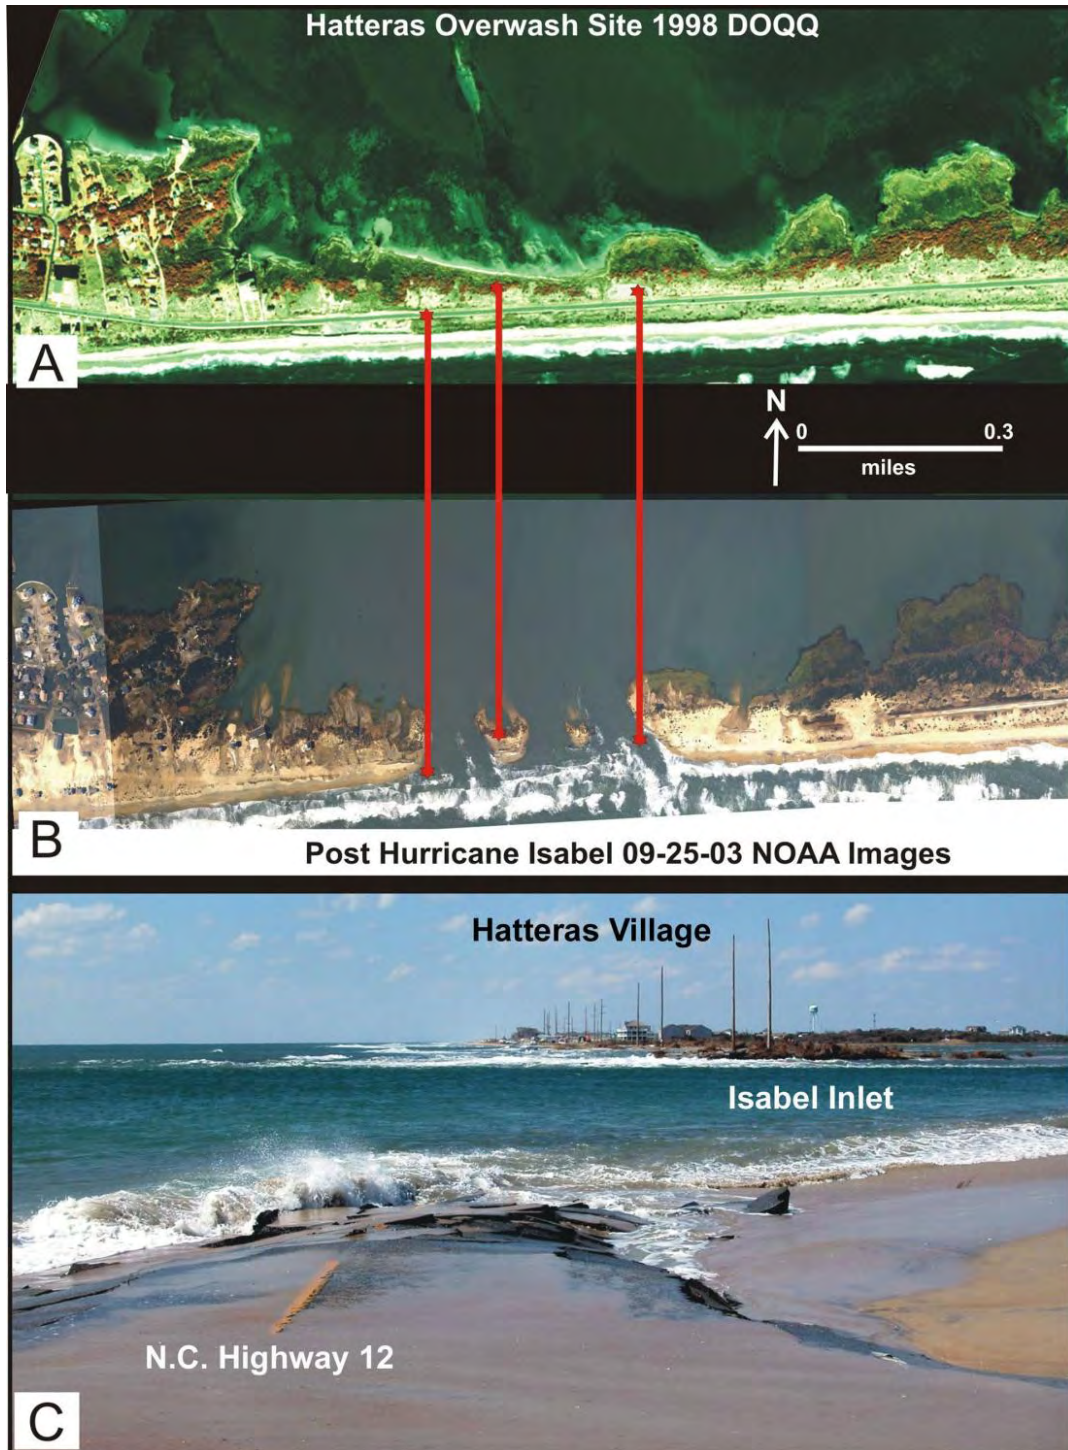 Hatteras Overwash Site 1998 DOQQ
A
N
0 0.3
miles
B
Post Hurricane Isabel 09-25-03 NOAA Images
Hatteras Village
Isabel Inlet
N.C. Highway 12
C